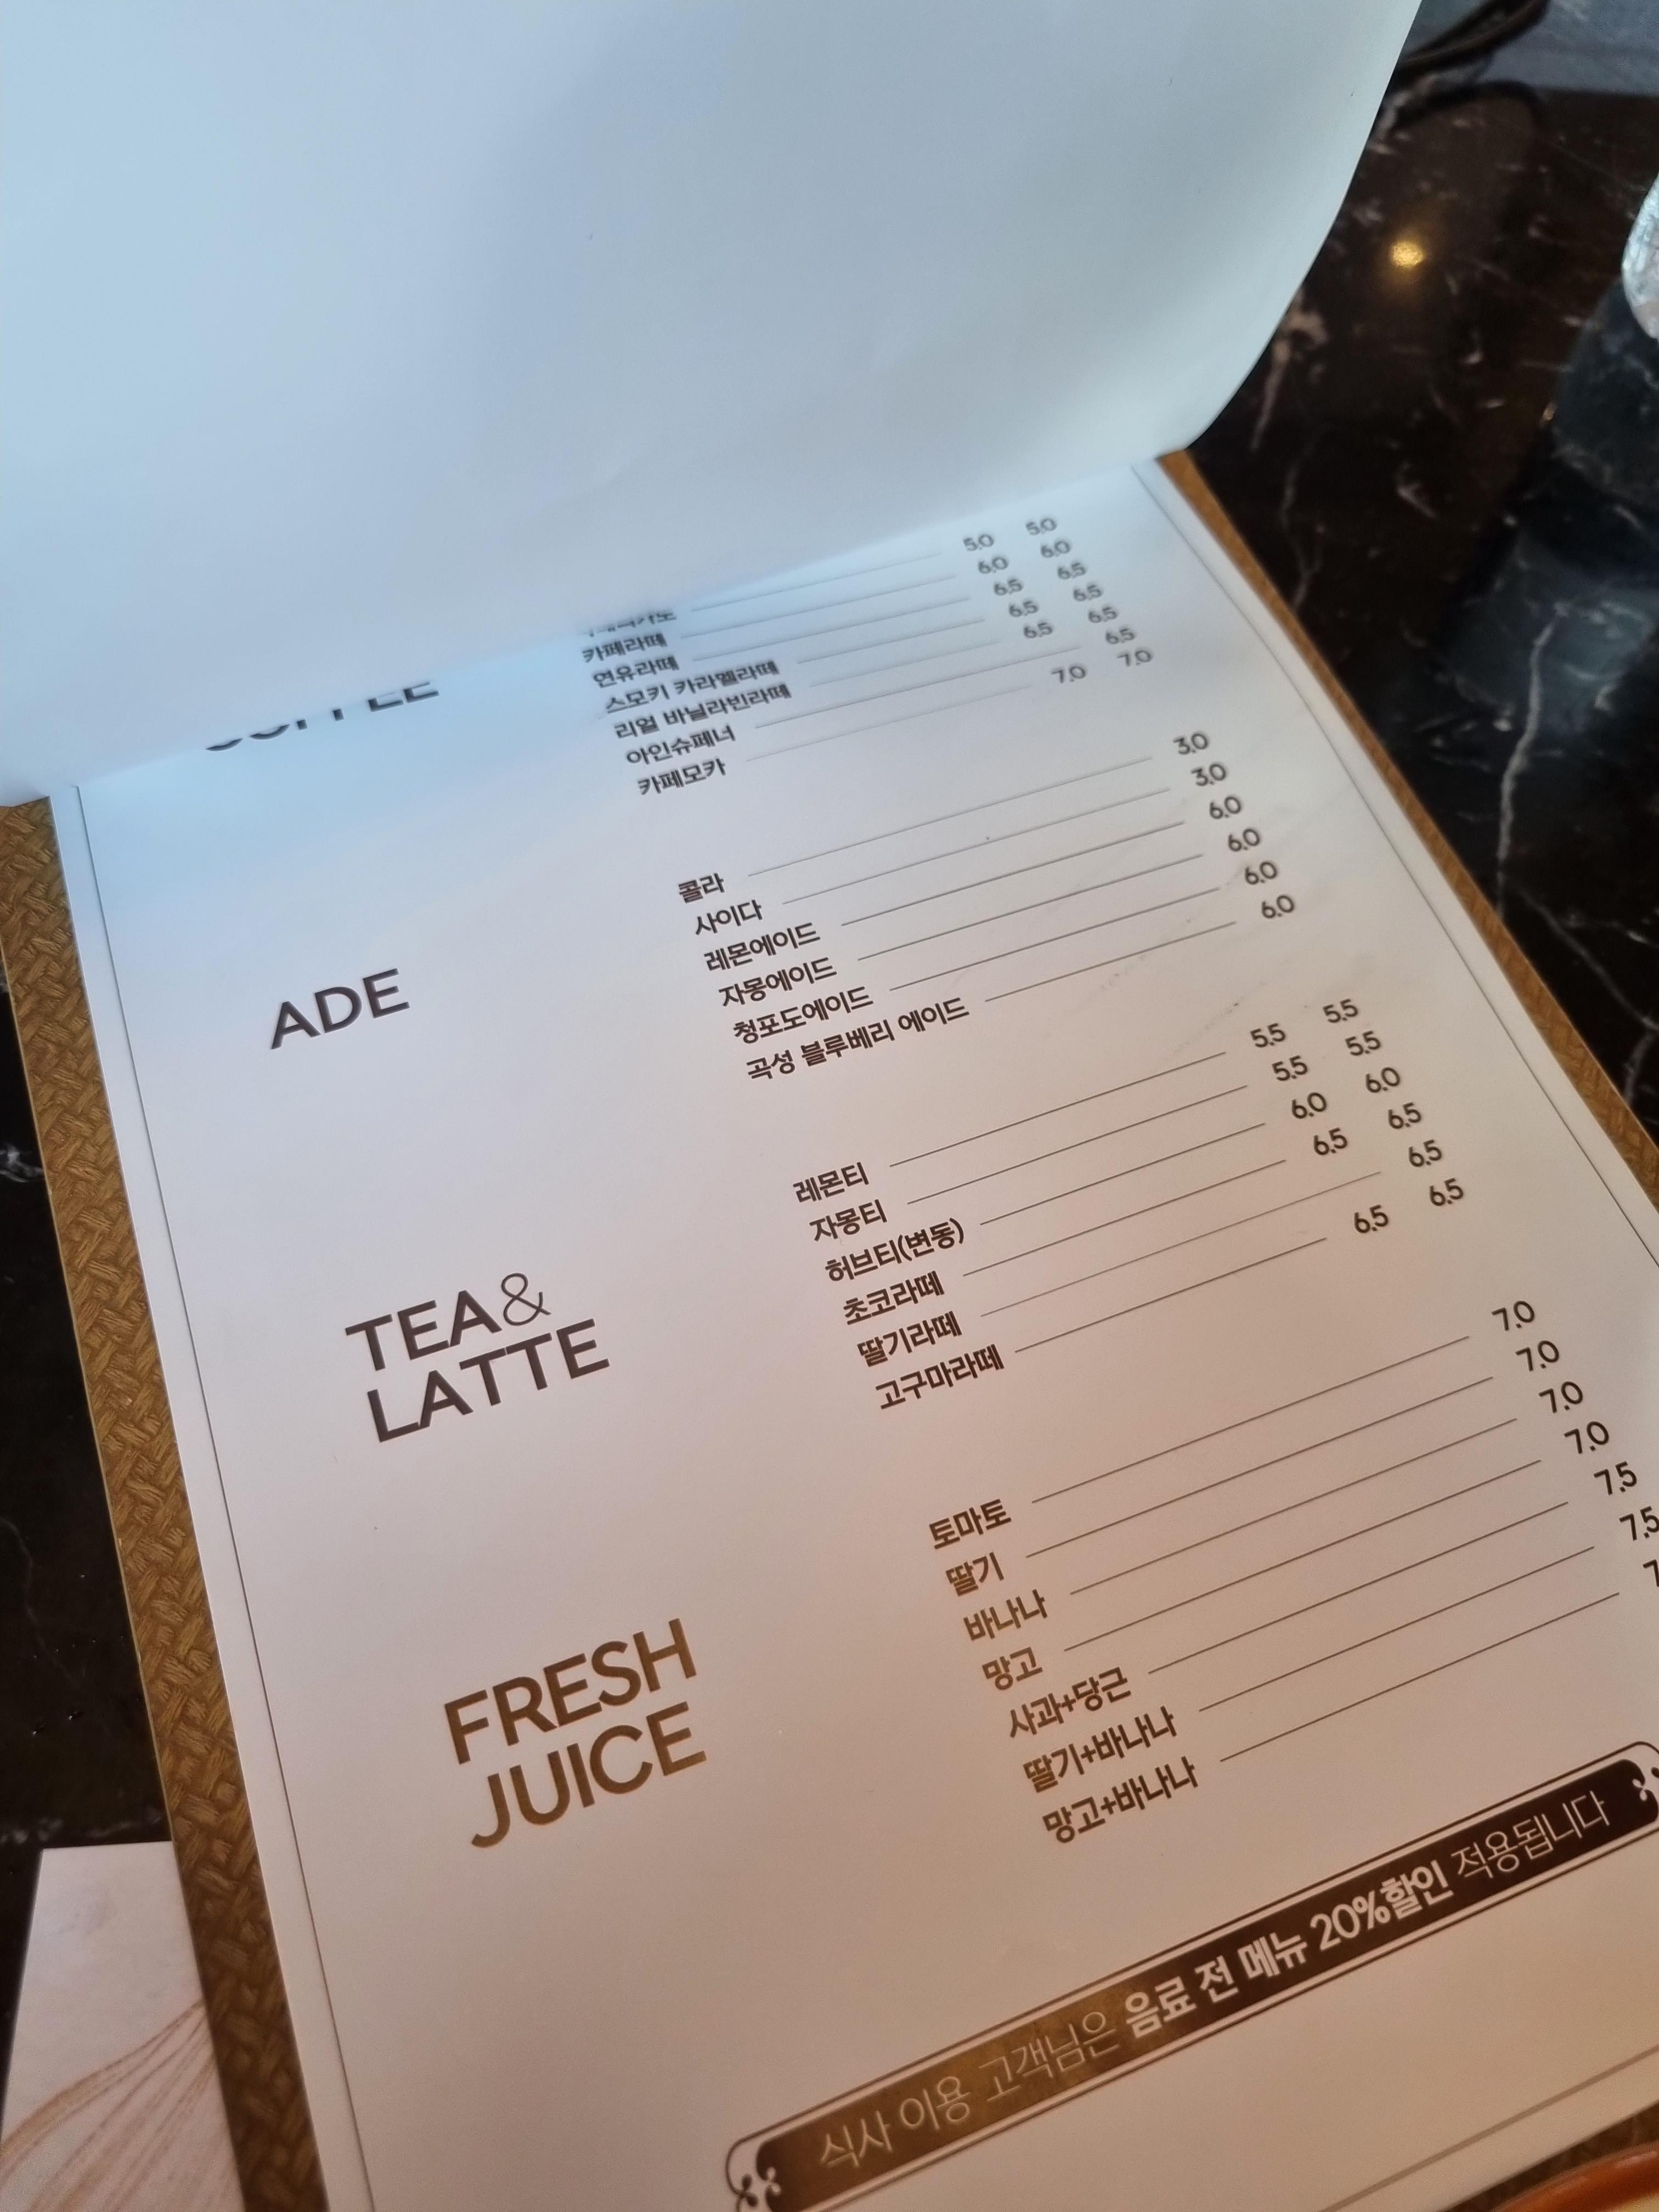 COFFEE
5.0 5.0
카페라떼 6.0 6.0
연유라떼 6.5 6.5
스모키 카라멜라떼 6.5 6.5
리얼 바닐라빈라떼 6.5 6.5
아인슈페너 6.5
카페모카 7.0 7.0
ADE
콜라 3.0
사이다 3.0
레몬에이드 6.0
자몽에이드 6.0
청포도에이드 6.0
곡성 블루베리 에이드 6.0
TEA&
LATTE
레몬티 5.5 5.5
자몽티 5.5 5.5
허브티(변동) 6.0 6.0
초코라떼 6.5 6.5
딸기라떼 6.5
고구마라떼 6.5 6.5
FRESH
JUICE
토마토 7.0
딸기 7.0
바나나 7.0
망고 7.0
사과+당근 7.5
딸기+바나나 7.5
망고+바나나
식사 이용 고객님은 음료 전 메뉴 20%할인 적용됩니다